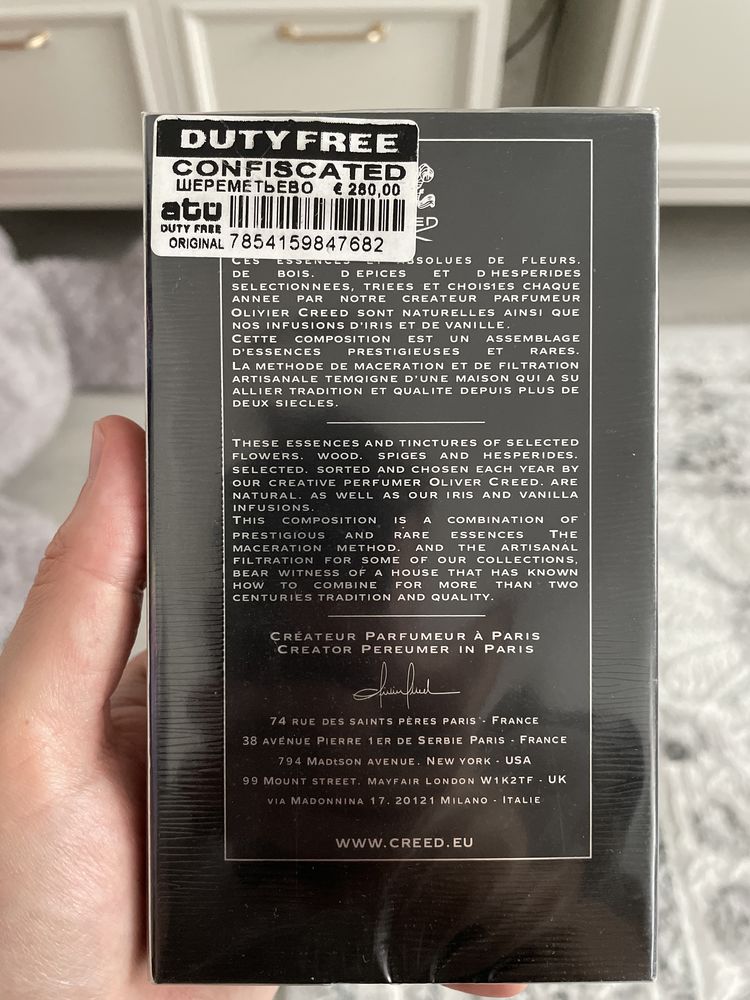 DUTY FREE
CONFISCATED
ШЕРЕМЕТЬЕВО € 280,00
atü
DUTY FREE
ORIGINAL 7854159847682
CES ESSENCES ET ABSOLUES DE FLEURS.
DE BOIS. D EPICES ET D HESPERIDES
SELECTIONNEES, TRIEES ET CHOISIES CHAQUE
ANNEE PAR NOTRE CREATEUR PARFUMEUR
OLIVIER CREED SONT NATURELLES AINSI QUE
NOS INFUSIONS D'IRIS ET DE VANILLE.
CETTE COMPOSITION EST UN ASSEMBLAGE
D'ESSENCES PRESTIGIEUSES ET RARES.
LA METHODE DE MACERATION ET DE FILTRATION
ARTISANALE TEMQIGNE D'UNE MAISON QUI A SU
ALLIER TRADITION ET QUALITE DEPUIS PLUS DE
DEUX SIECLES.
THESE ESSENCES AND TINCTURES OF SELECTED
FLOWERS. WOOD. SPIGES AND HESPERIDES.
SELECTED. SORTED AND CHOSEN EACH YEAR BY
OUR CREATIVE PERFUMER OLIVER CREED. ARE
NATURAL. AS WELL AS OUR IRIS AND VANILLA
INFUSIONS.
THIS COMPOSITION IS A COMBINATION OF
PRESTIGIOUS AND RARE ESSENCES THE
MACERATION METHOD. AND THE ARTISANAL
FILTRATION FOR SOME OF OUR COLLECTIONS,
BEAR WITNESS OF A HOUSE THAT HAS KNOWN
HOW TO COMBINE FOR MORE THAN TWO
CENTURIES TRADITION AND QUALITY.
CRÉATEUR PARFUMEUR À PARIS
CREATOR PEREUMER IN PARIS
74 RUE DES SAINTS PÈRES PARIS - FRANCE
38 AVENUE PIERRE 1ER DE SERBIE PARIS - FRANCE
794 MADISON AVENUE. NEW YORK - USA
99 MOUNT STREET. MAYFAIR LONDON W1K2TF - UK
VIA MADONNINA 17. 20121 MILANO - ITALIE
WWW.CREED.EU